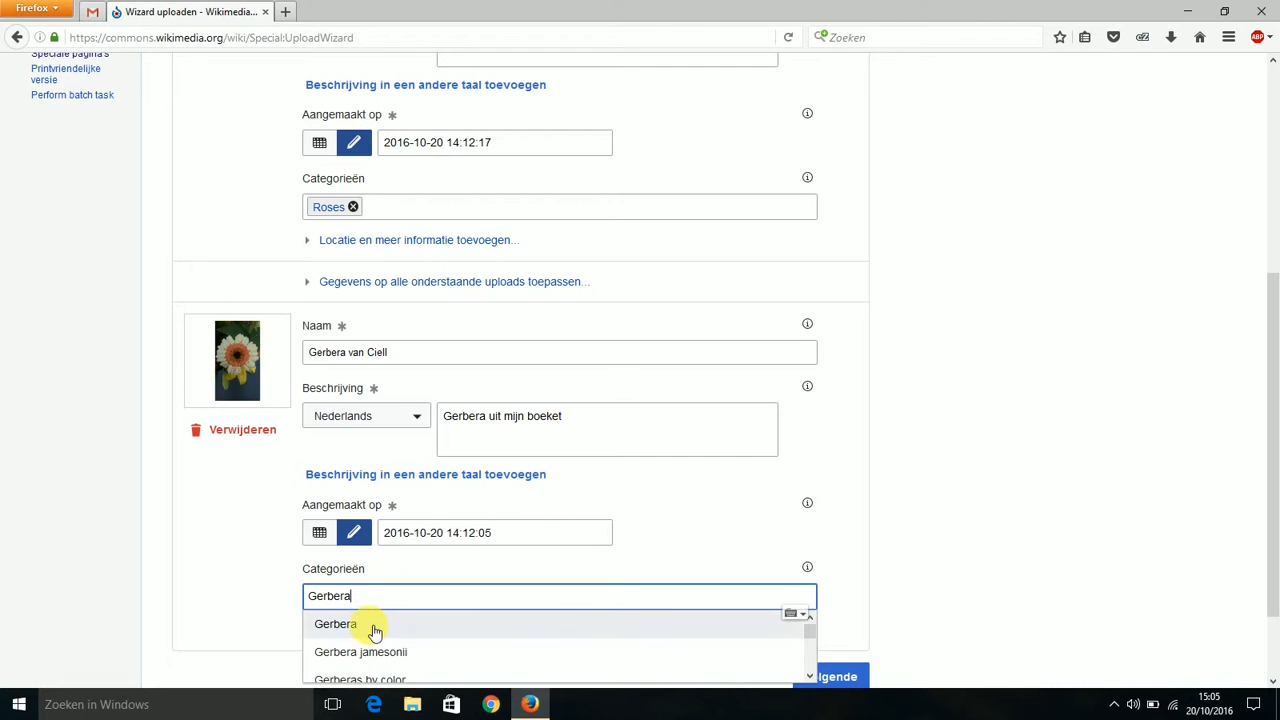 Firefox
Wizard uploaden - Wikimedia...
https://commons.wikimedia.org/wiki/Special:UploadWizard
Zoeken
ABP
Speciale pagina's
Printvriendelijke
versie
Perform batch task
Beschrijving in een andere taal toevoegen
Aangemaakt op *
2016-10-20 14:12:17
Categorieën
Roses
Locatie en meer informatie toevoegen...
Gegevens op alle onderstaande uploads toepassen...
Naam *
Gerbera van Ciell
Beschrijving *
Nederlands
Gerbera uit mijn boeket
Verwijderen
Beschrijving in een andere taal toevoegen
Aangemaakt op *
2016-10-20 14:12:05
Categorieën
Gerbera
Gerbera
Gerbera jamesonii
Gerberas by color
lgende
Zoeken in Windows
15:05
20/10/2016